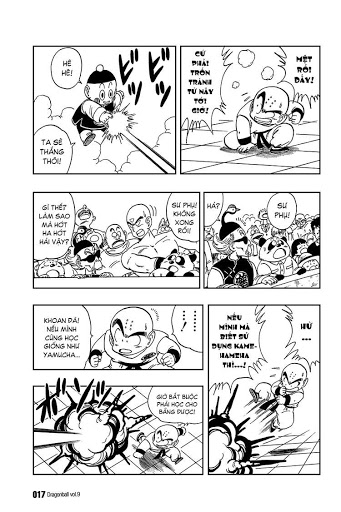 HÊ
HÊ!
TA SẼ
THẮNG
THÔI!
CỨ
PHẢI
TRỐN
TRÁNH
TỪ NÃY
TỚI
GIỜ!
MỆT
RỒI
ĐÂY!
GÌ THẾ?
LÀM SAO
MÀ HỚT
HA HỚT
HẢI VẬY?
SƯ PHỤ!
KHÔNG
XONG
RỒI!
HẢ?
SƯ
PHỤ!
KHOAN ĐÃ!
NẾU MÌNH
CŨNG HỌC
GIỐNG NHƯ
YAMUCHA...
NẾU
MÌNH MÀ
BIẾT SỬ
DỤNG KAME-
HAMEHA
THÌ...!
HỪ
...
GIỜ BẮT BUỘC
PHẢI HỌC CHO
BẰNG ĐƯỢC!
017 Dragonball vol.9